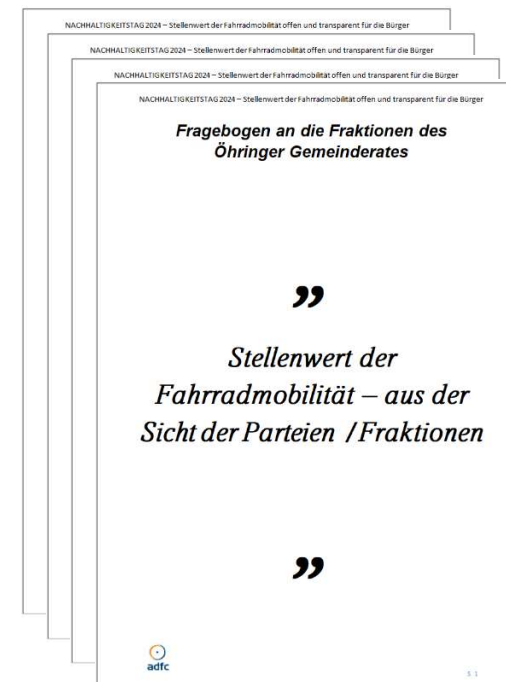 NACHHALTIGKEITSTAG 2024 – Stellenwert der Fahrradmobilität offen und transparent für die Bürger
NACHHALTIGKEITSTAG 2024 – Stellenwert der Fahrradmobilität offen und transparent für die Bürger
NACHHALTIGKEITSTAG 2024 – Stellenwert der Fahrradmobilität offen und transparent für die Bürger
NACHHALTIGKEITSTAG 2024 – Stellenwert der Fahrradmobilität offen und transparent für die Bürger
Fragebogen an die Fraktionen des
Öhringer Gemeinderates
”
Stellenwert der
Fahrradmobilität – aus der
Sicht der Parteien / Fraktionen
”
adfc
S 1